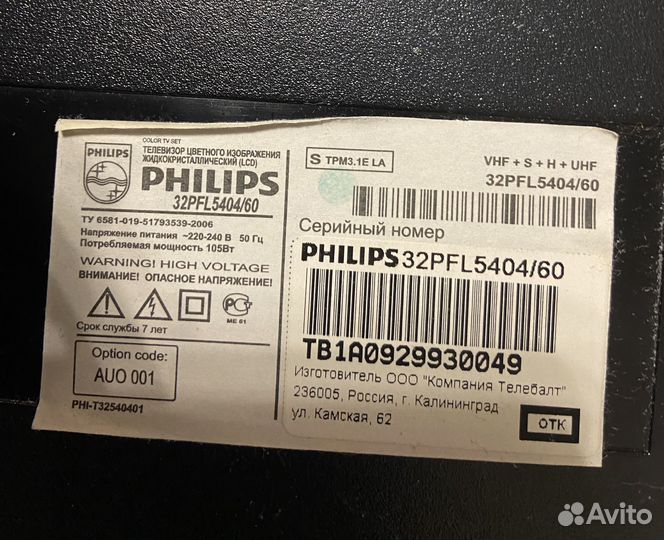 PHILIPS
COLOR TV SET
ТЕЛЕВИЗОР ЦВЕТНОГО ИЗОБРАЖЕНИЯ
ЖИДКОКРИСТАЛЛИЧЕСКИЙ (LCD)
PHILIPS
32PFL5404/60
ТУ 6581-019-51793539-2006
Напряжение питания ~220-240 В 50 Гц
Потребляемая мощность 105Вт
WARNING! HIGH VOLTAGE
ВНИМАНИЕ! ОПАСНОЕ НАПРЯЖЕНИЕ!
МЕ 61
Срок службы 7 лет
Option code:
AUO 001
PHI-T32540401
S TPM3.1E LA
VHF + S + H + UHF
32PFL5404/60
Серийный номер
PHILIPS 32PFL5404/60
TB1A0929930049
Изготовитель ООО "Компания Телебалт"
236005, Россия, г. Калининград
ул. Камская, 62
ОТК
Avito